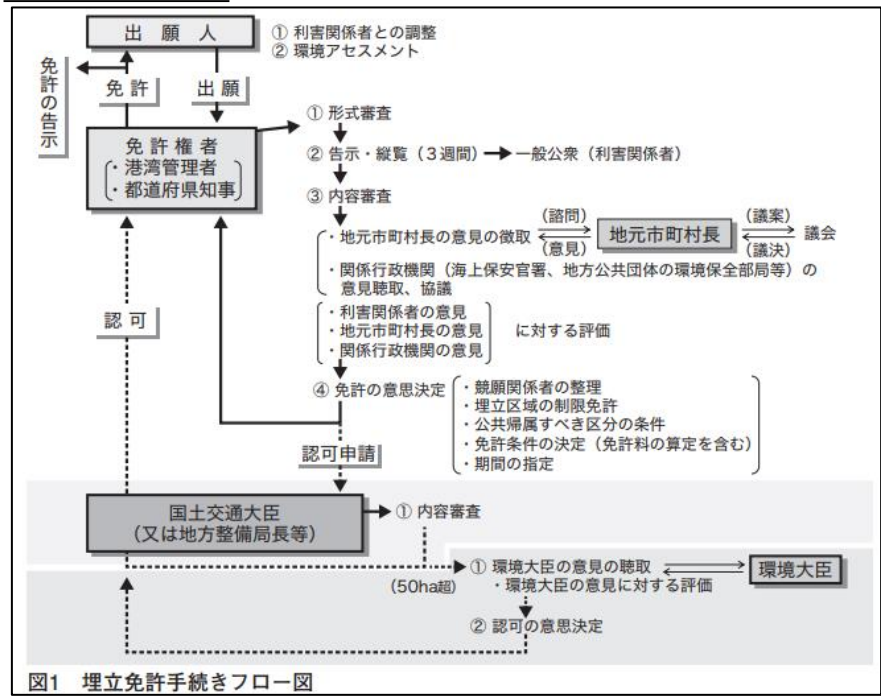 出願人
① 利害関係者との調整
② 環境アセスメント
免許の告示
免許
出願
免許権者
・港湾管理者
・都道府県知事
① 形式審査
② 告示・縦覧（３週間）
一般公衆（利害関係者）
③ 内容審査
・地元市町村長の意見の徴取
（諮問）
（意見）
地元市町村長
（議案）
（議決）
議会
・関係行政機関（海上保安官署、地方公共団体の環境保全部局等）の
意見聴取、協議
・利害関係者の意見
・地元市町村長の意見
・関係行政機関の意見
に対する評価
認可
④ 免許の意思決定
・競願関係者の整理
・埋立区域の制限免許
・公共帰属すべき区分の条件
・免許条件の決定（免許料の算定を含む）
・期間の指定
認可申請
国土交通大臣
（又は地方整備局長等）
① 内容審査
（50ha超）
① 環境大臣の意見の聴取
・環境大臣の意見に対する評価
環境大臣
② 認可の意思決定
図1 埋立免許手続きフロー図